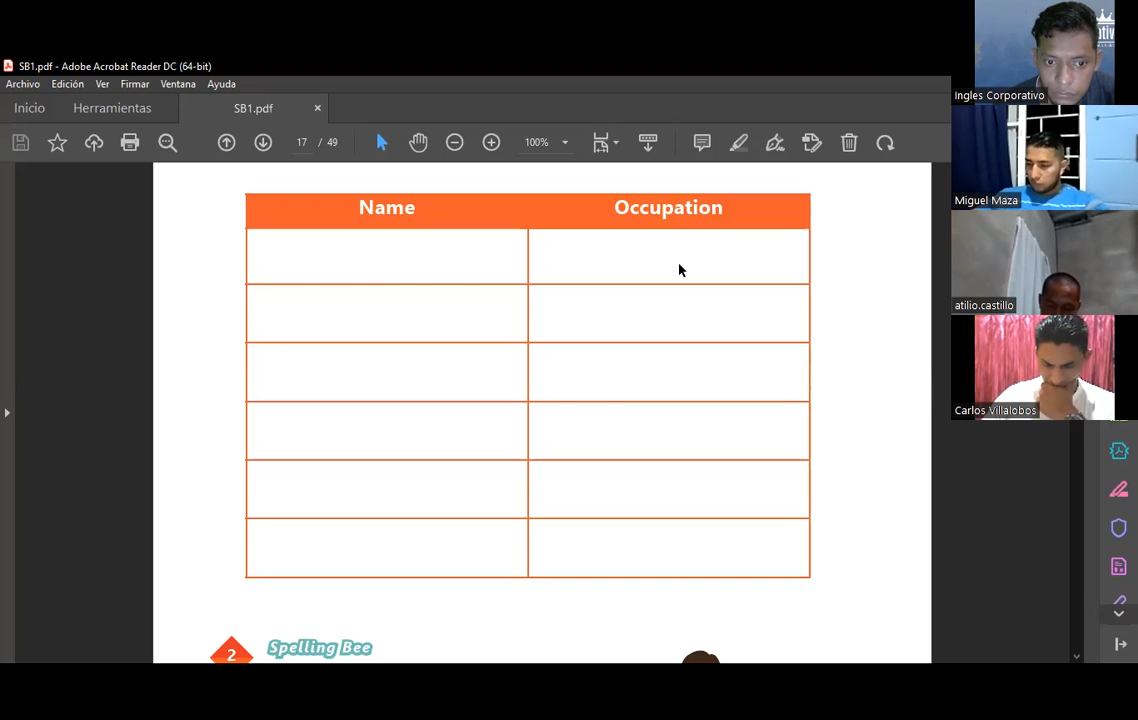 SB1.pdf - Adobe Acrobat Reader DC (64-bit)
Archivo Edición Ver Firmar Ventana Ayuda
Inicio Herramientas SB1.pdf ×
17 / 49 100%
Name Occupation
2 Spelling Bee
Ingles Corporativo
Miguel Maza
atilio.castillo
Carlos Villalobos